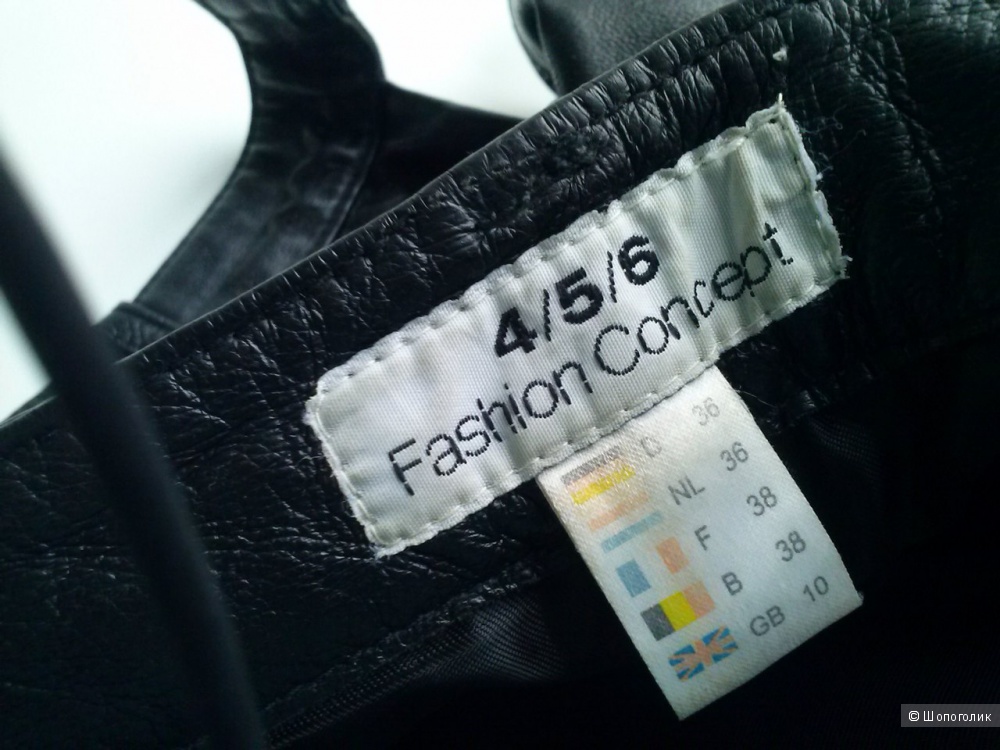 4/5/6
Fashion Concept
D 36
NL 36
F 38
B 38
GB 10
© Шопоголик